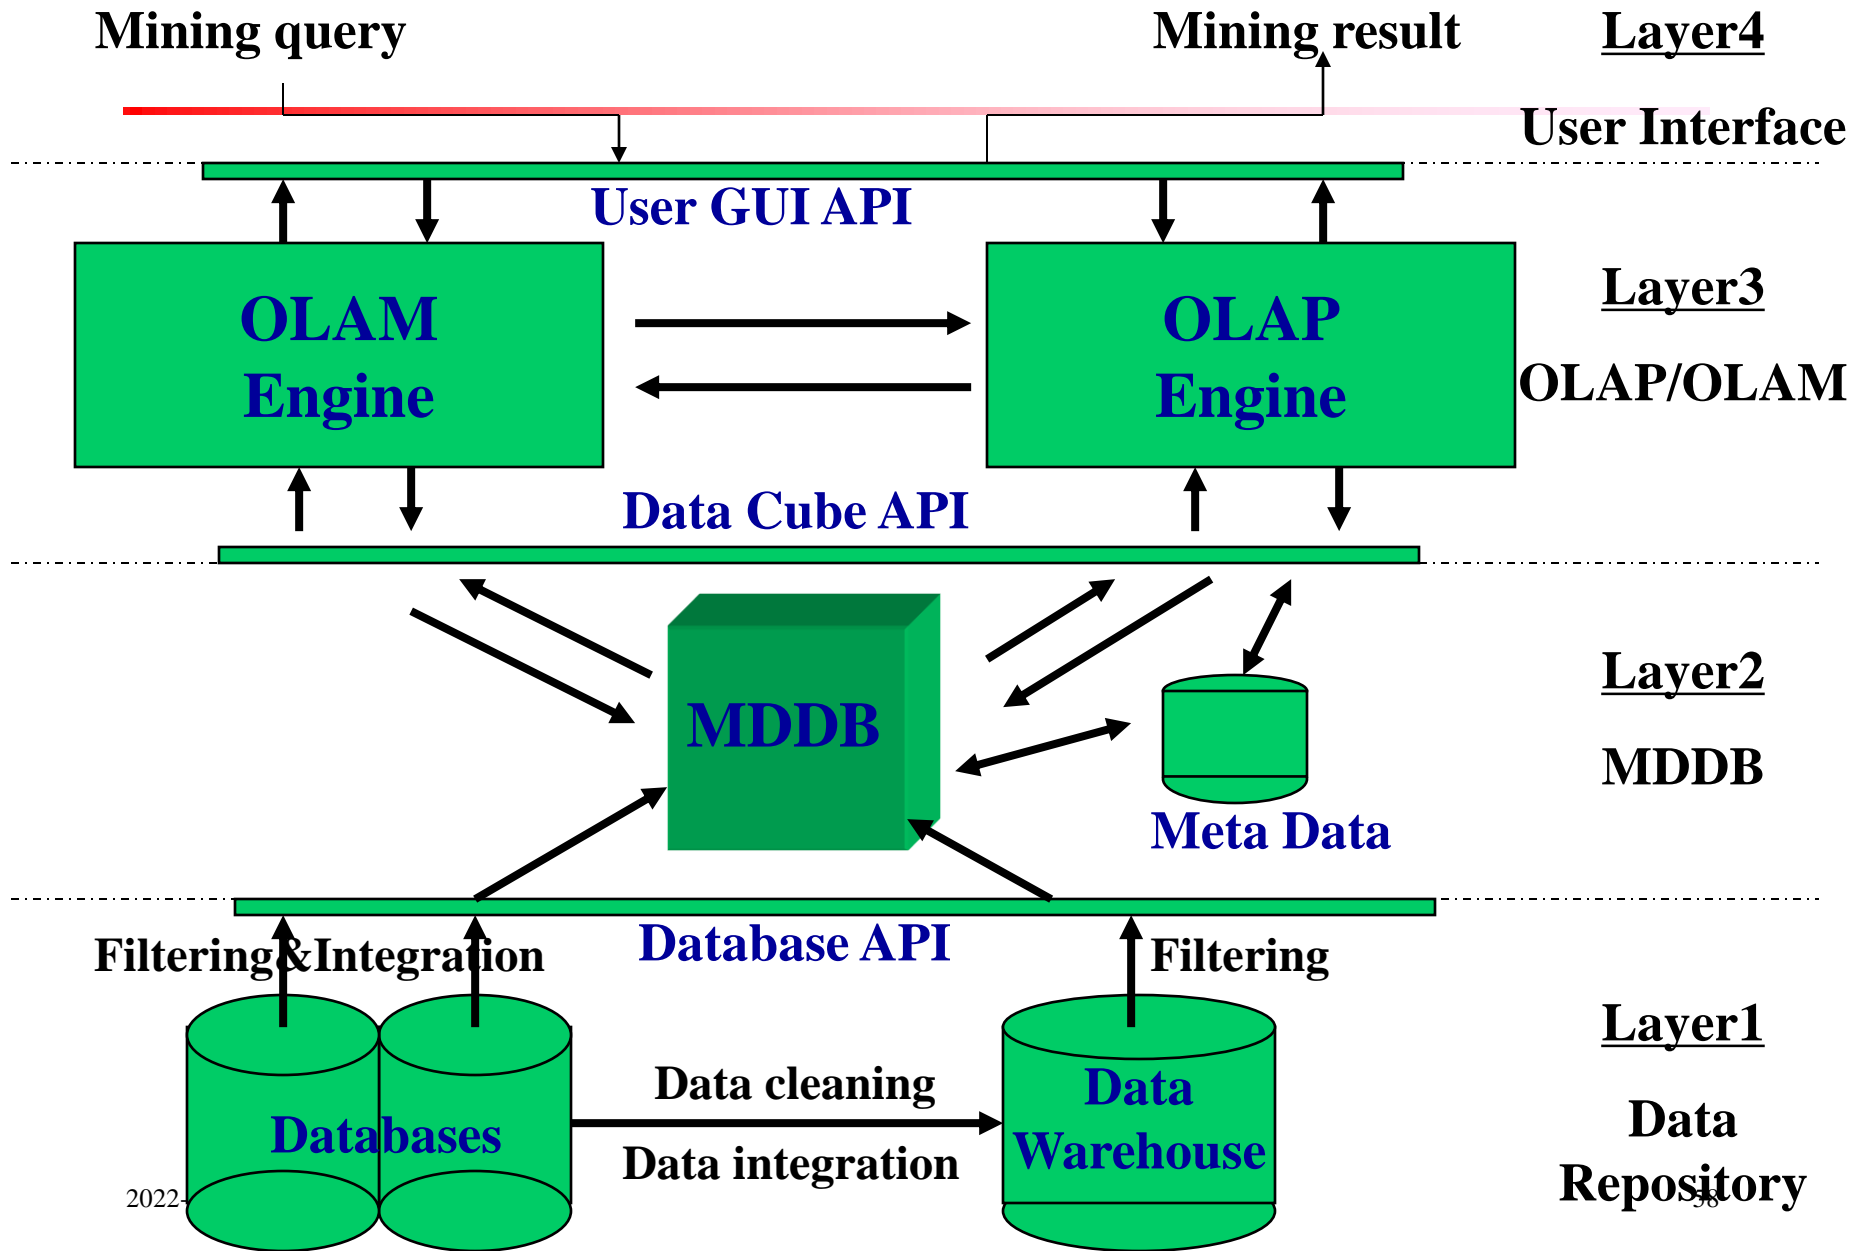 Mining query
Mining result
Layer4
User Interface
User GUI API
OLAM
Engine
OLAP
Engine
Layer3
OLAP/OLAM
Data Cube API
MDDB
Meta Data
Layer2
MDDB
Filtering&Integration
Database API
Filtering
Layer1
Data
Repository
Databases
Data cleaning
Data integration
Data
Warehouse
2022-
58